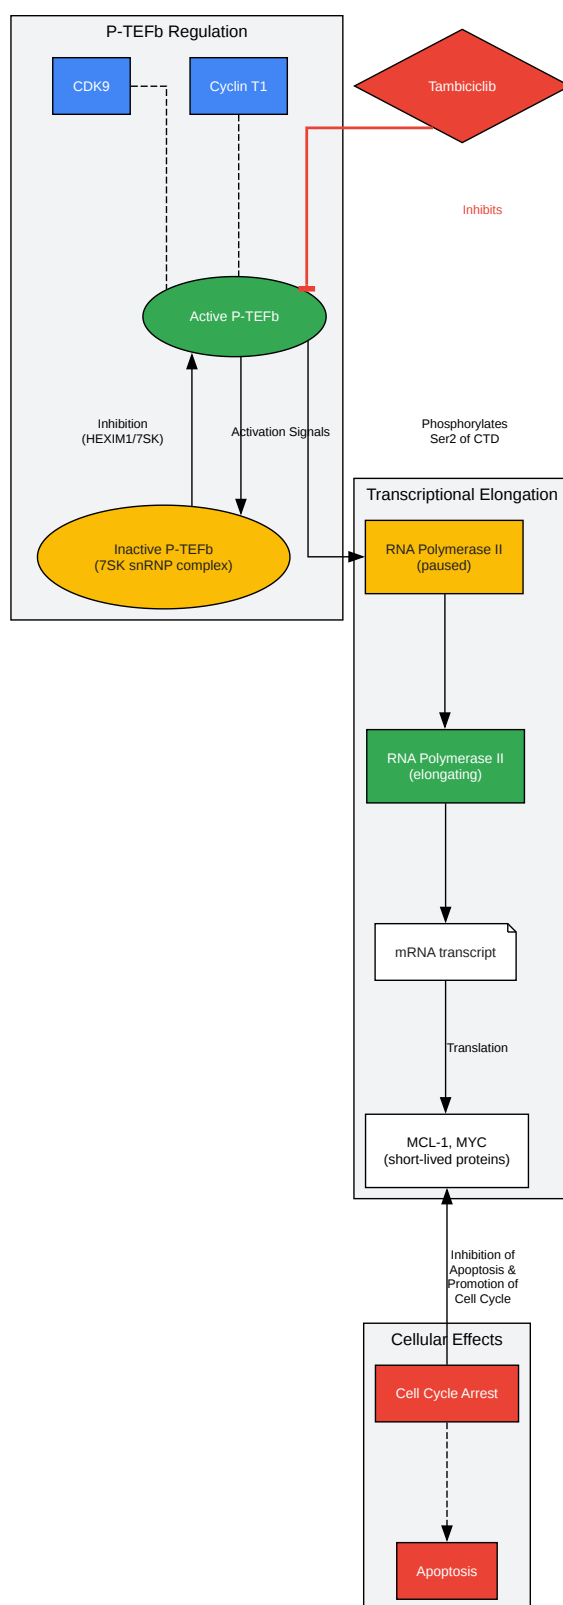 P-TEFb Regulation
CDK9
Cyclin T1
Tambiciclib
Inhibits
Active P-TEFb
Inhibition
(HEXIM1/7SK)
Activation Signals
Phosphorylates
Ser2 of CTD
Inactive P-TEFb
(7SK snRNP complex)
Transcriptional Elongation
RNA Polymerase II
(paused)
RNA Polymerase II
(elongating)
mRNA transcript
Translation
MCL-1, MYC
(short-lived proteins)
Inhibition of
Apoptosis &
Promotion of
Cell Cycle
Cellular Effects
Cell Cycle Arrest
Apoptosis